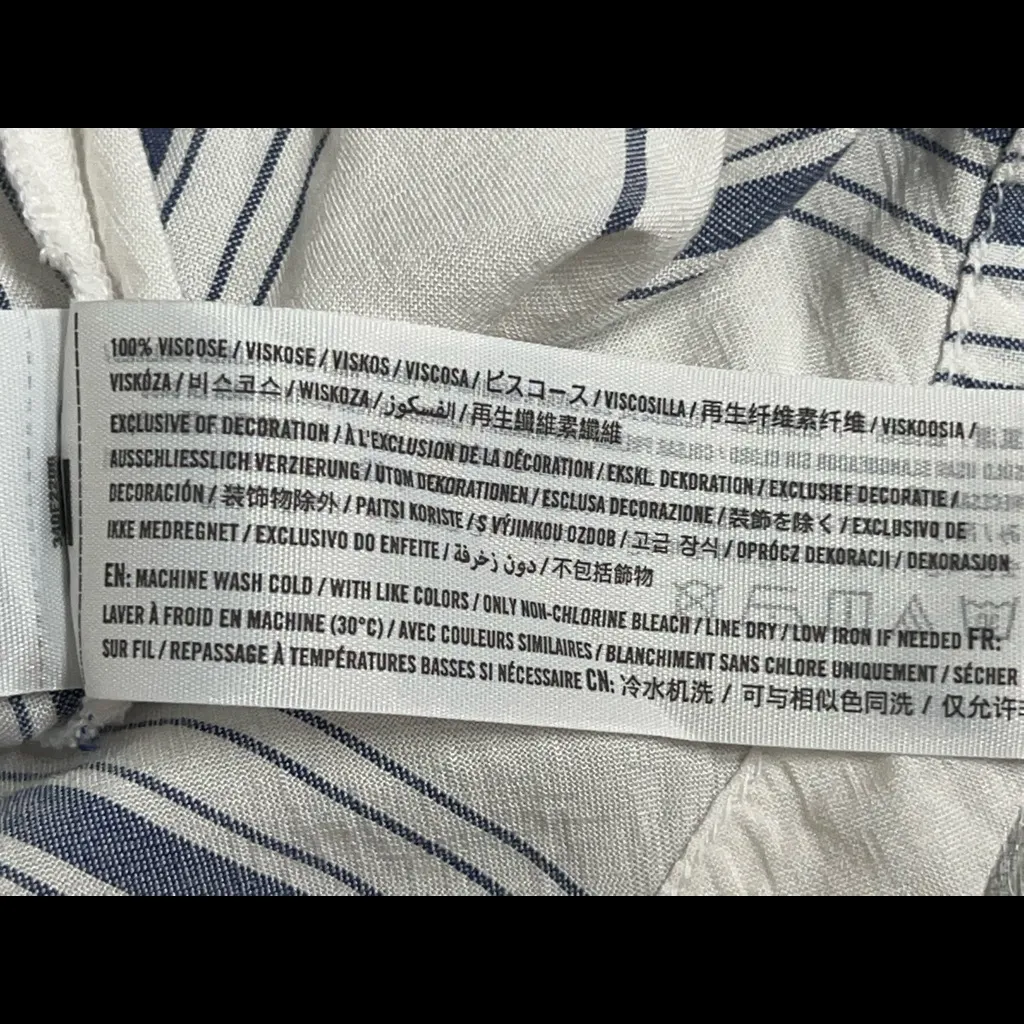 100% VISCOSE / VISKOSE / VISKOS / VISCOSA / ビスコース / VISCOSILLA / 再生纤维素纤维 / VISKOOSIA /
VISKÓZA / 비스코스 / WISKOZA / الفسكوز / 再生纖維素纖維
EXCLUSIVE OF DECORATION / À L'EXCLUSION DE LA DÉCORATION / EKSKL. DEKORATION / EXCLUSIEF DECORATIE /
AUSSCHLIESSLICH VERZIERUNG / UTOM DEKORATIONEN / ESCLUSA DECORAZIONE / 装飾を除く / EXCLUSIVO DE
DECORACIÓN / 装饰物除外 / PAITSI KORISTE / S VÝJIMKOU OZDOB / 고급 장식 / OPRÓCZ DEKORACJI / DEKORASJON
IKKE MEDREGNET / EXCLUSIVO DO ENFEITE / دون زخرفة / 不包括飾物
EN: MACHINE WASH COLD / WITH LIKE COLORS / ONLY NON-CHLORINE BLEACH / LINE DRY / LOW IRON IF NEEDED FR:
LAVER À FROID EN MACHINE (30°C) / AVEC COULEURS SIMILAIRES / BLANCHIMENT SANS CHLORE UNIQUEMENT / SÉCHER
SUR FIL / REPASSAGE À TEMPÉRATURES BASSES SI NÉCESSAIRE CN: 冷水机洗 / 可与相似色同洗 / 仅允许